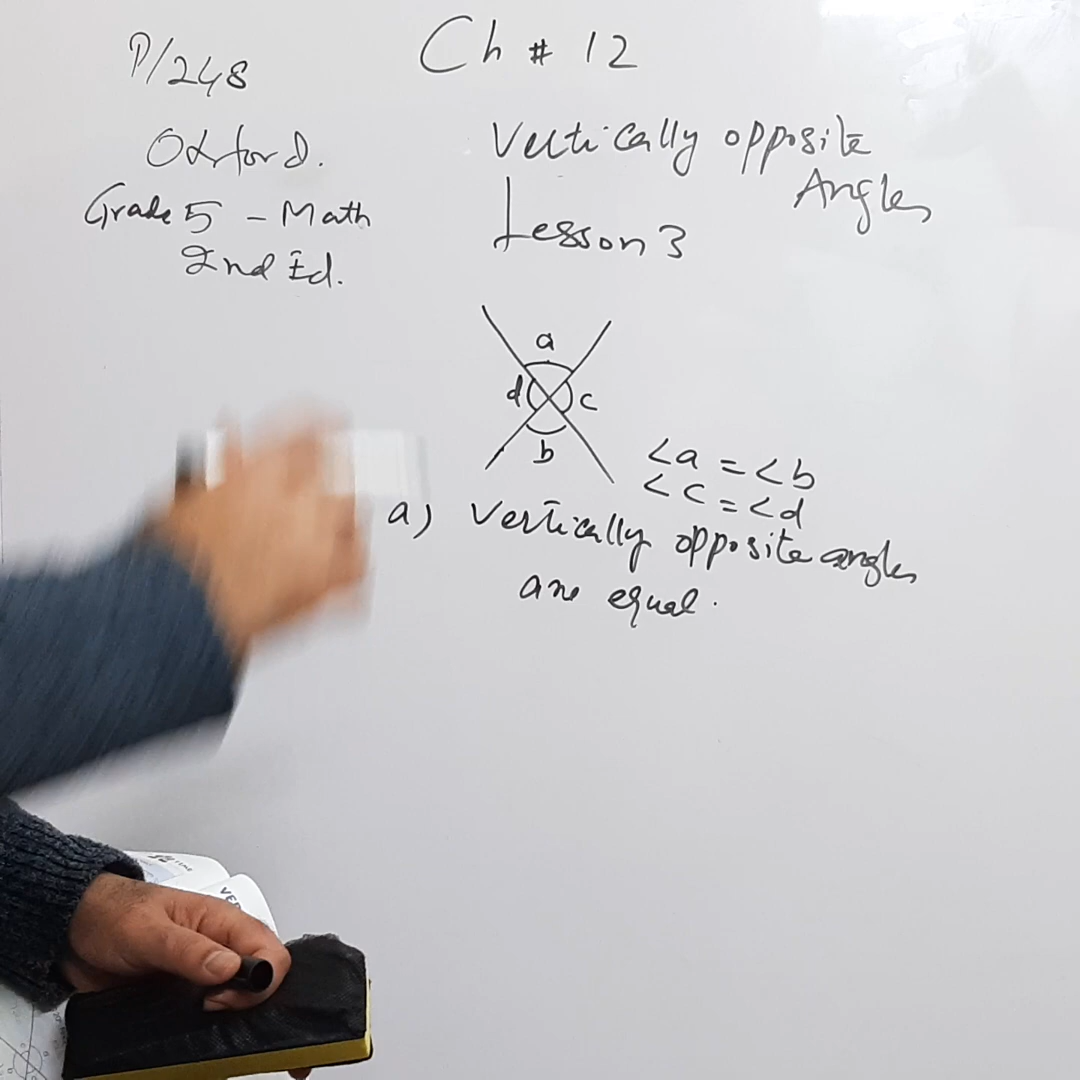 P/248
Oxford.
Grade 5 - Math
2nd Ed.
Ch # 12
Vertically opposite
Angles
Lesson 3
a
d c
b
<a = <b
<c = <d
a) Vertically opposite angles
are equal.